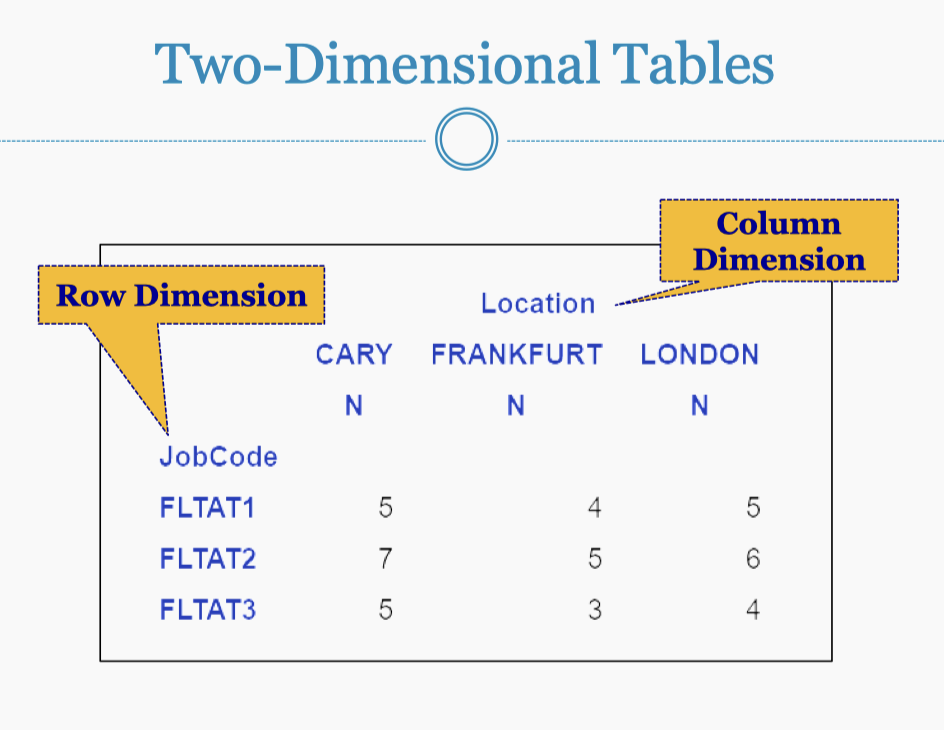 Two-Dimensional Tables
Column
Dimension
Row Dimension
Location
CARY FRANKFURT LONDON
N N N
JobCode
FLTAT1 5 4 5
FLTAT2 7 5 6
FLTAT3 5 3 4